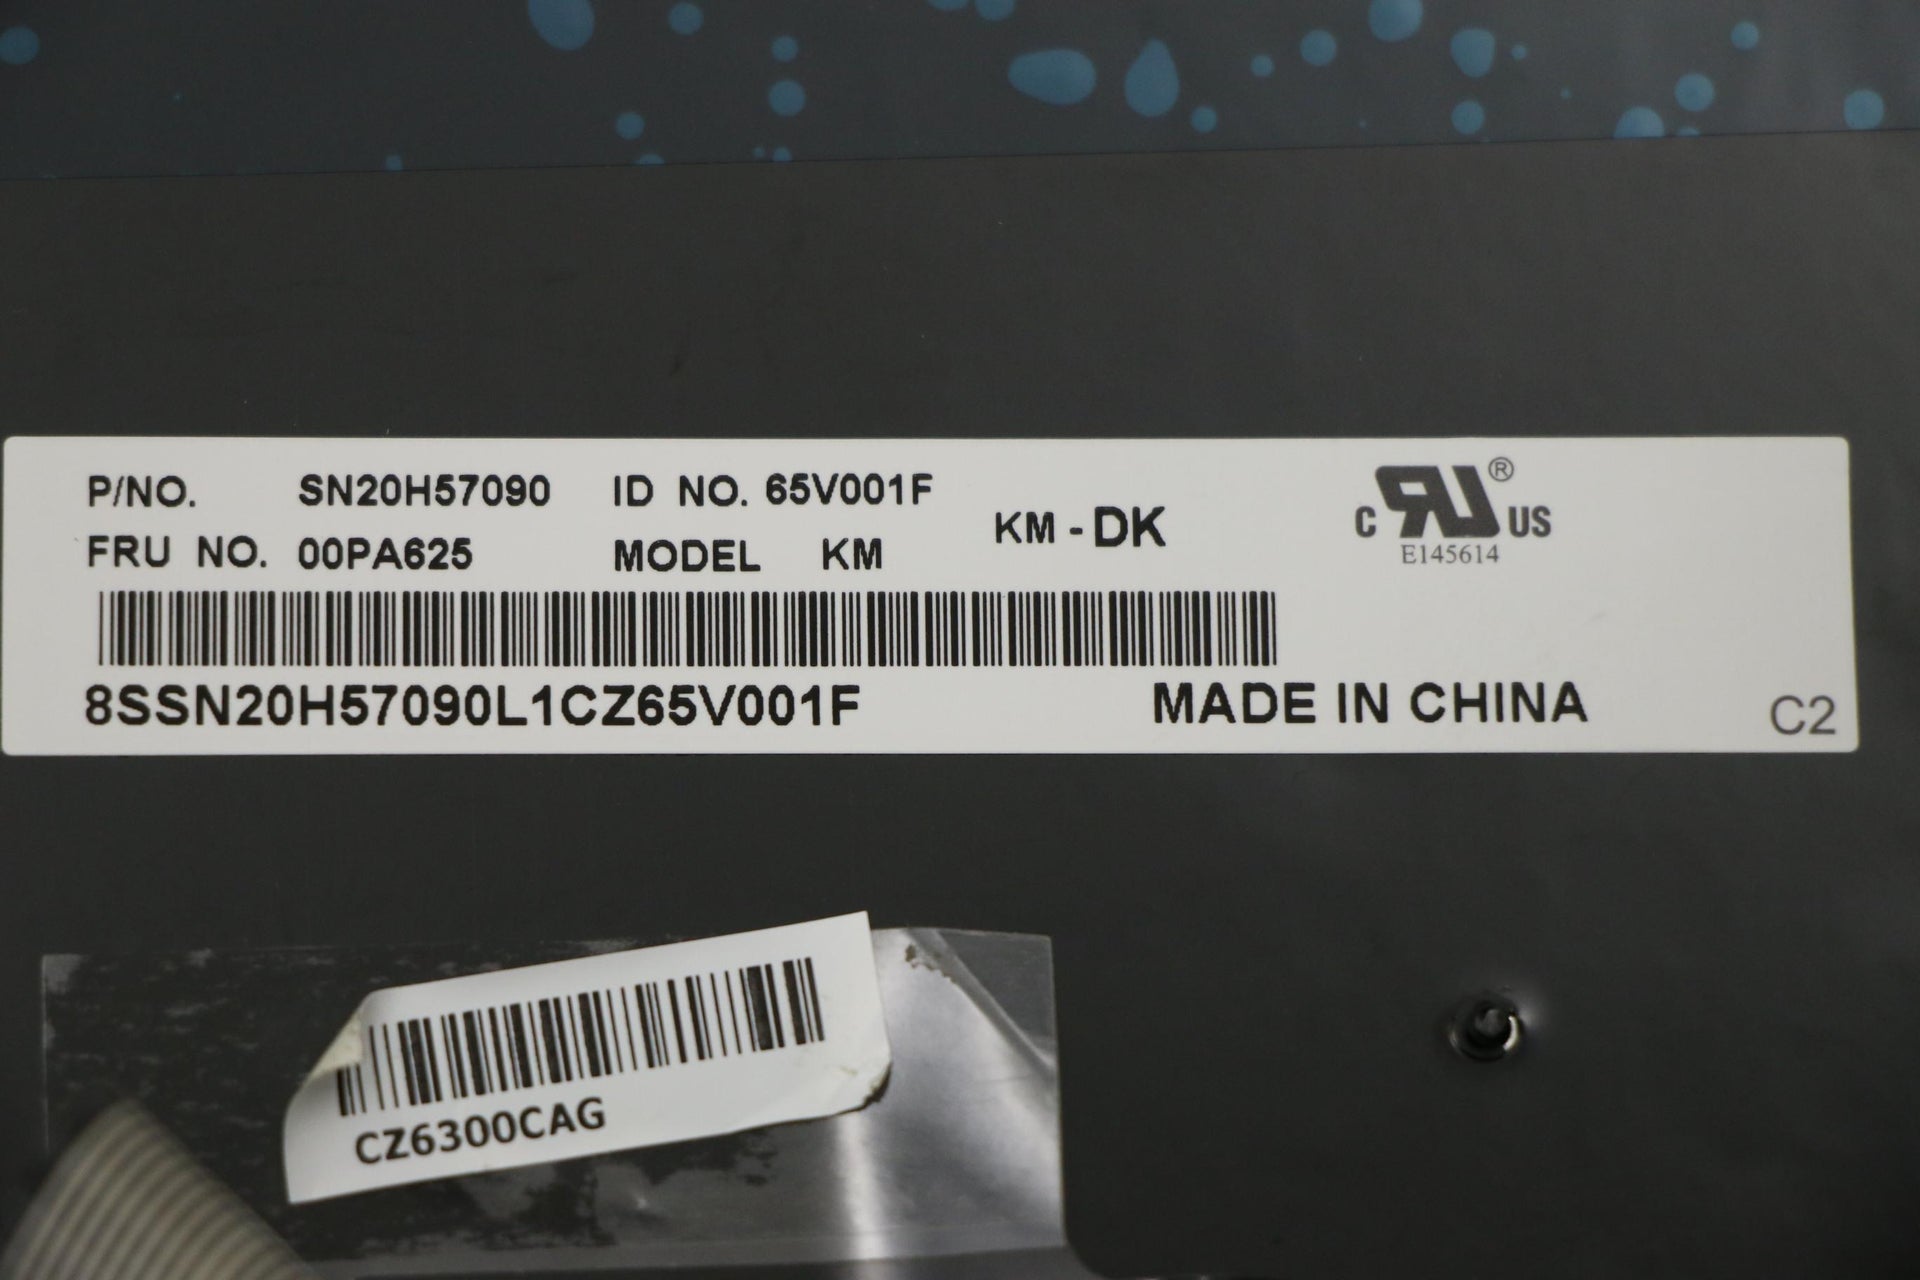 P/NO. SN20H57090 ID NO. 65V001F
FRU NO. 00PA625 MODEL KM
KM - DK
C RU® US
E145614
8SSN20H57090L1CZ65V001F MADE IN CHINA C2
CZ6300CAG